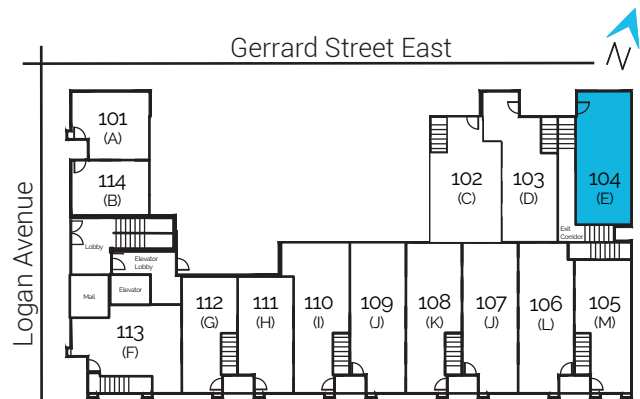 Gerrard Street East
N
Logan Avenue
101
(A)
114
(B)
102
(C)
103
(D)
104
(E)
Exit
Corridor
Lobby
Elevator
Lobby
Mail
Elevator
113
(F)
112
(G)
111
(H)
110
(I)
109
(J)
108
(K)
107
(J)
106
(L)
105
(M)